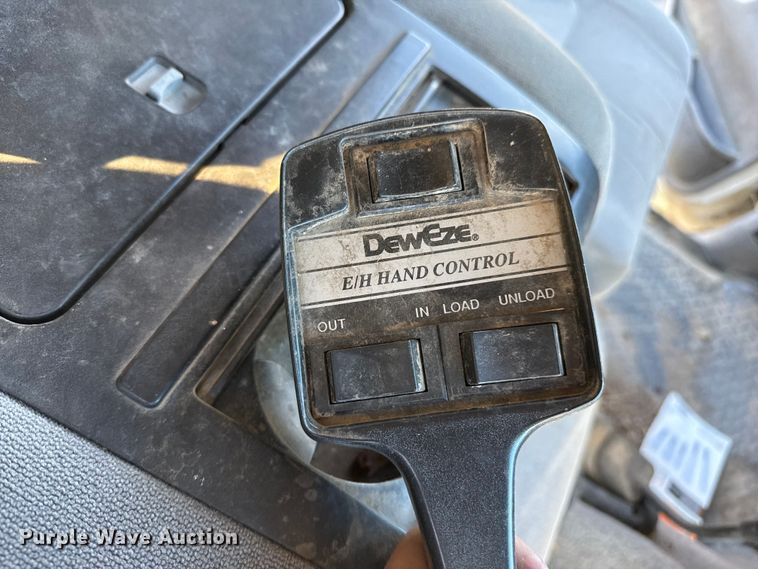 DewEze®
E/H HAND CONTROL
OUT IN LOAD UNLOAD
Purple Wave Auction